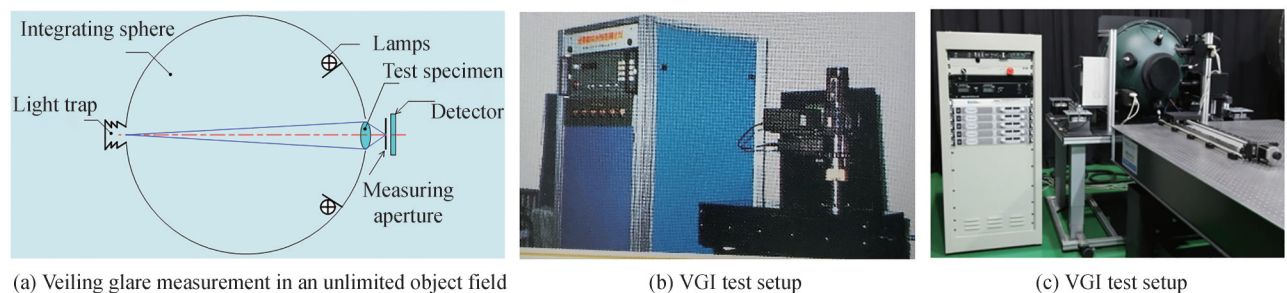 Integrating sphere
Lamps
Test specimen
Light trap
Detector
Measuring
aperture
(a) Veiling glare measurement in an unlimited object field
(b) VGI test setup
(c) VGI test setup